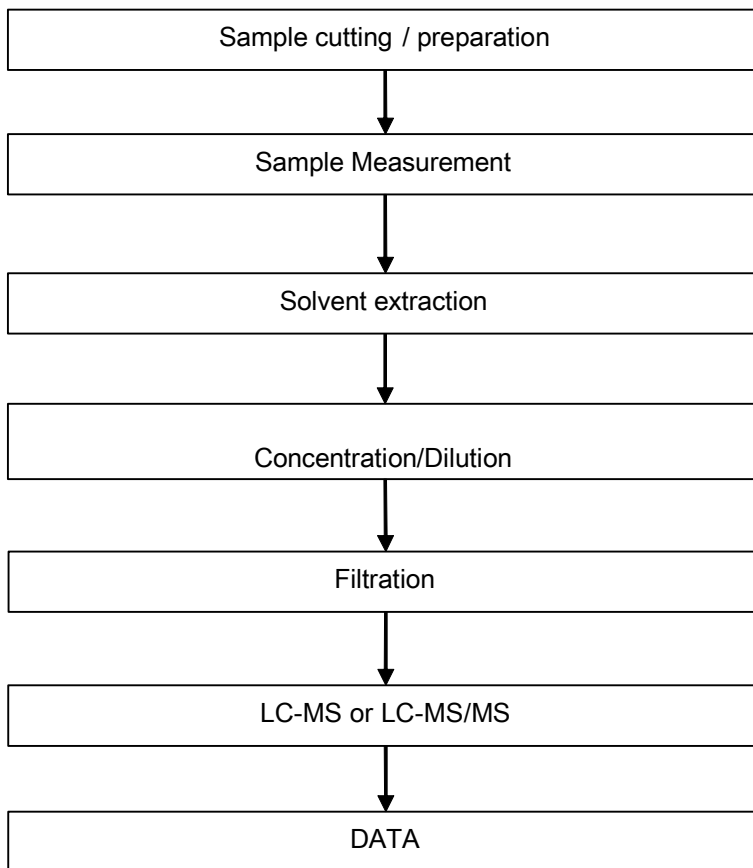 Sample cutting / preparation
Sample Measurement
Solvent extraction
Concentration/Dilution
Filtration
LC-MS or LC-MS/MS
DATA